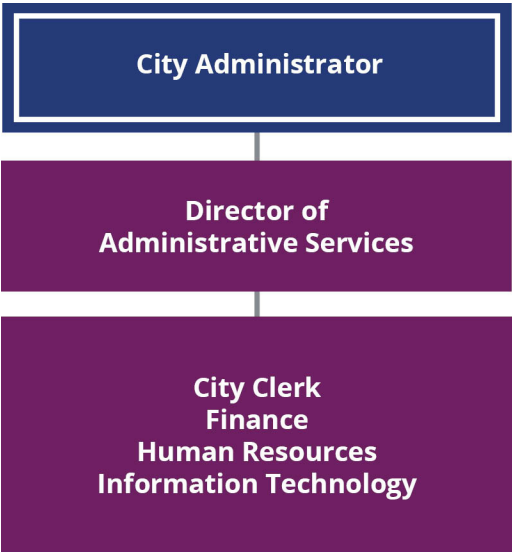 City Administrator
Director of
Administrative Services
City Clerk
Finance
Human Resources
Information Technology